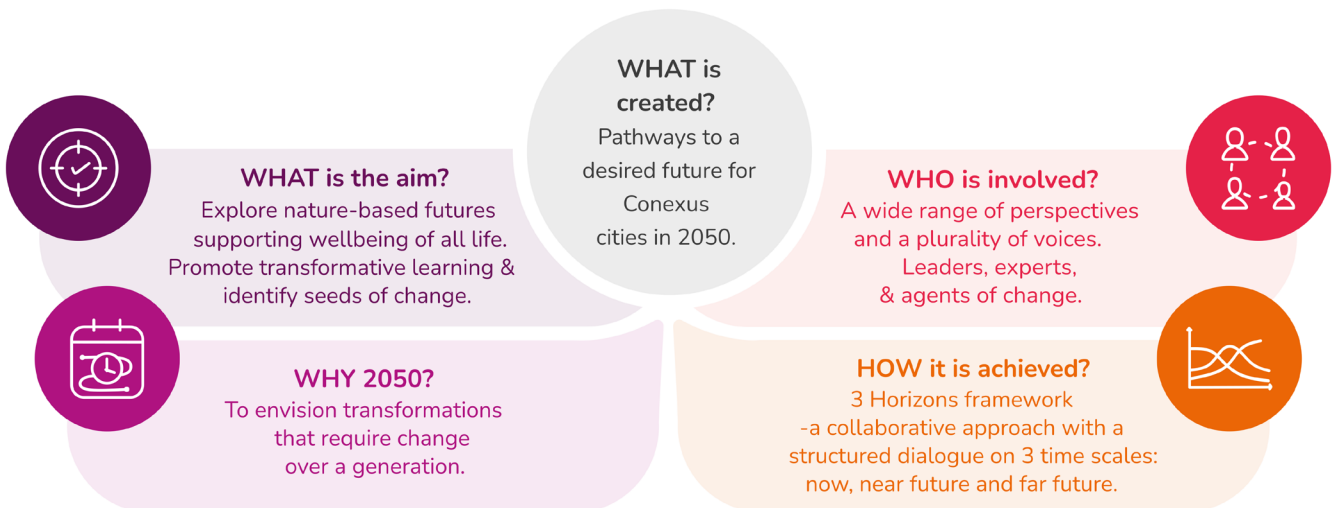 WHAT is
created?
Pathways to a
desired future for
Conexus
cities in 2050.
WHAT is the aim?
Explore nature-based futures
supporting wellbeing of all life.
Promote transformative learning &
identify seeds of change.
WHO is involved?
A wide range of perspectives
and a plurality of voices.
Leaders, experts,
& agents of change.
WHY 2050?
To envision transformations
that require change
over a generation.
HOW it is achieved?
3 Horizons framework
-a collaborative approach with a
structured dialogue on 3 time scales:
now, near future and far future.